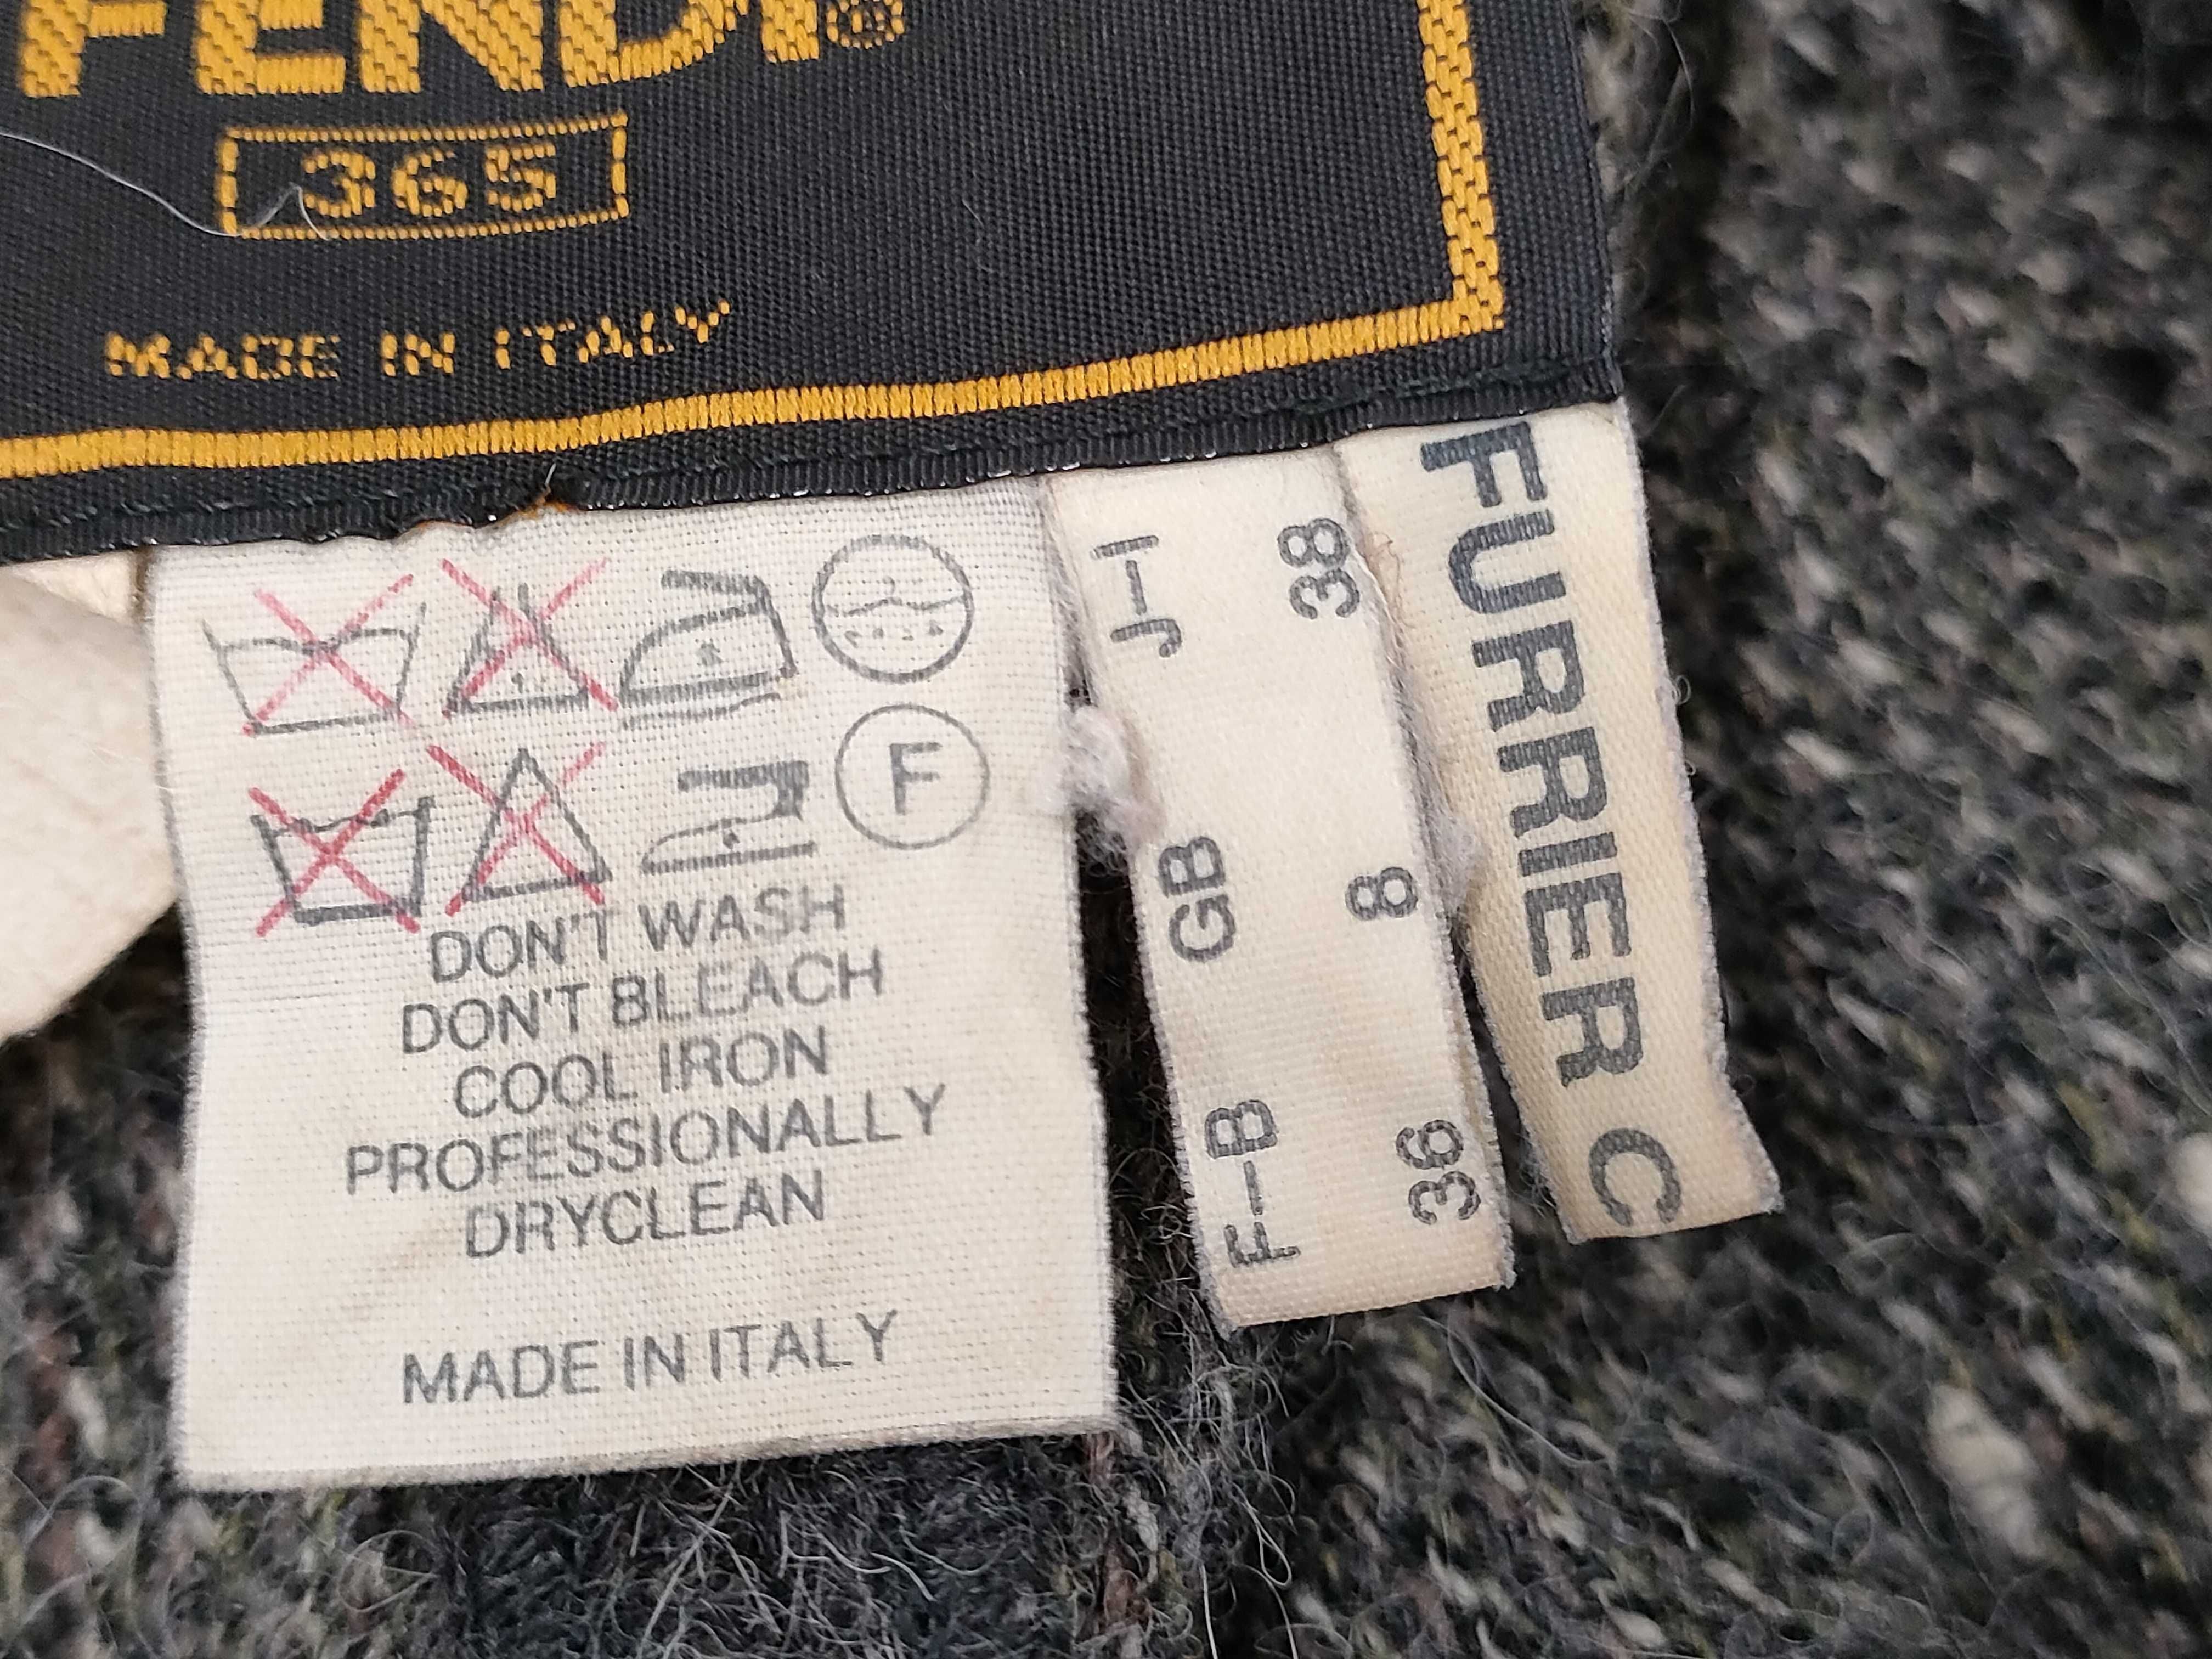 FENDI®
365
MADE IN ITALY
F
DON'T WASH
DON'T BLEACH
COOL IRON
PROFESSIONALLY
DRYCLEAN
MADE IN ITALY
J-I GB F-B
38 8 36
FURRIER C